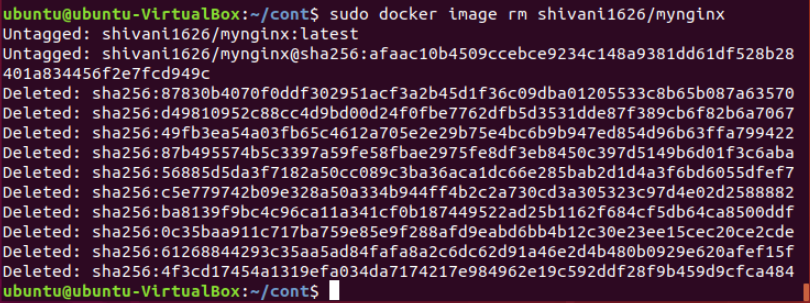 ubuntu@ubuntu-VirtualBox:~/cont$ sudo docker image rm shivani1626/mynginx
Untagged: shivani1626/mynginx:latest
Untagged: shivani1626/mynginx@sha256:afaac10b4509ccebce9234c148a9381dd61df528b28
401a834456f2e7fcd949c
Deleted: sha256:87830b4070f0ddf302951acf3a2b45d1f36c09dba01205533c8b65b087a63570
Deleted: sha256:d49810952c88cc4d9bd00d24f0fbe7762dfb5d3531dde87f389cb6f82b6a7067
Deleted: sha256:49fb3ea54a03fb65c4612a705e2e29b75e4bc6b9b947ed854d96b63ffa799422
Deleted: sha256:87b495574b5c3397a59fe58fbae2975fe8df3eb8450c397d5149b6d01f3c6aba
Deleted: sha256:56885d5da3f7182a50cc089c3ba36aca1dc66e285bab2d1d4a3f6bd6055dfef7
Deleted: sha256:c5e779742b09e328a50a334b944ff4b2c2a730cd3a305323c97d4e02d2588882
Deleted: sha256:ba8139f9bc4c96ca11a341cf0b187449522ad25b1162f684cf5db64ca8500ddf
Deleted: sha256:0c35baa911c717ba759e85e9f288afd9eabd6bb4b12c30e23ee15cec20ce2cde
Deleted: sha256:61268844293c35aa5ad84fafa8a2c6dc62d91a46e2d4b480b0929e620afef15f
Deleted: sha256:4f3cd17454a1319efa034da7174217e984962e19c592ddf28f9b459d9cfca484
ubuntu@ubuntu-VirtualBox:~/cont$